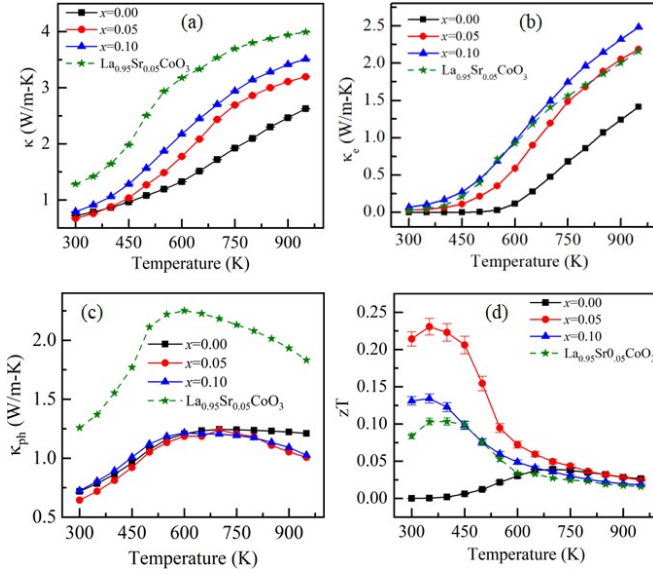 (a)
x=0.00
x=0.05
x=0.10
La0.95Sr0.05CoO3
κ (W/m-K)
4
3
2
1
300 450 600 750 900
Temperature (K)
(b)
x=0.00
x=0.05
x=0.10
La0.95Sr0.05CoO3
κe (W/m-K)
2.5
2.0
1.5
1.0
0.5
0.0
300 450 600 750 900
Temperature (K)
(c)
x=0.00
x=0.05
x=0.10
La0.95Sr0.05CoO3
κph (W/m-K)
2.0
1.5
1.0
0.5
300 450 600 750 900
Temperature (K)
(d)
x=0.00
x=0.05
x=0.10
La0.95Sr0.05CoO3
zT
0.25
0.20
0.15
0.10
0.05
0.00
300 450 600 750 900
Temperature (K)